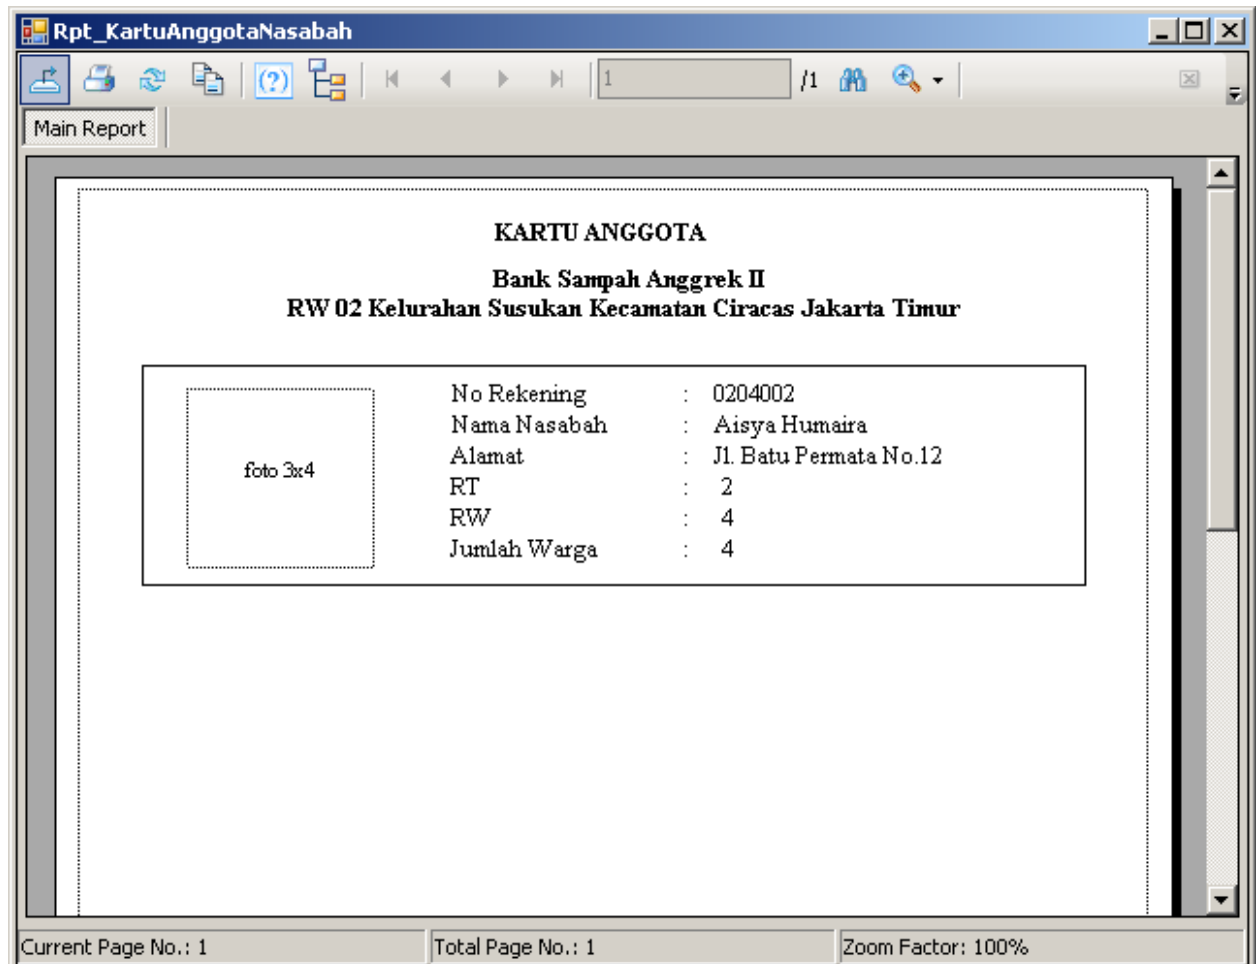 Rpt_KartuAnggotaNasabah
1 /1
Main Report
KARTU ANGGOTA
Bank Sampah Anggrek II
RW 02 Kelurahan Susukan Kecamatan Ciracas Jakarta Timur
foto 3x4
No Rekening : 0204002
Nama Nasabah : Aisya Humaira
Alamat : Jl. Batu Permata No.12
RT : 2
RW : 4
Jumlah Warga : 4
Current Page No.: 1 Total Page No.: 1 Zoom Factor: 100%